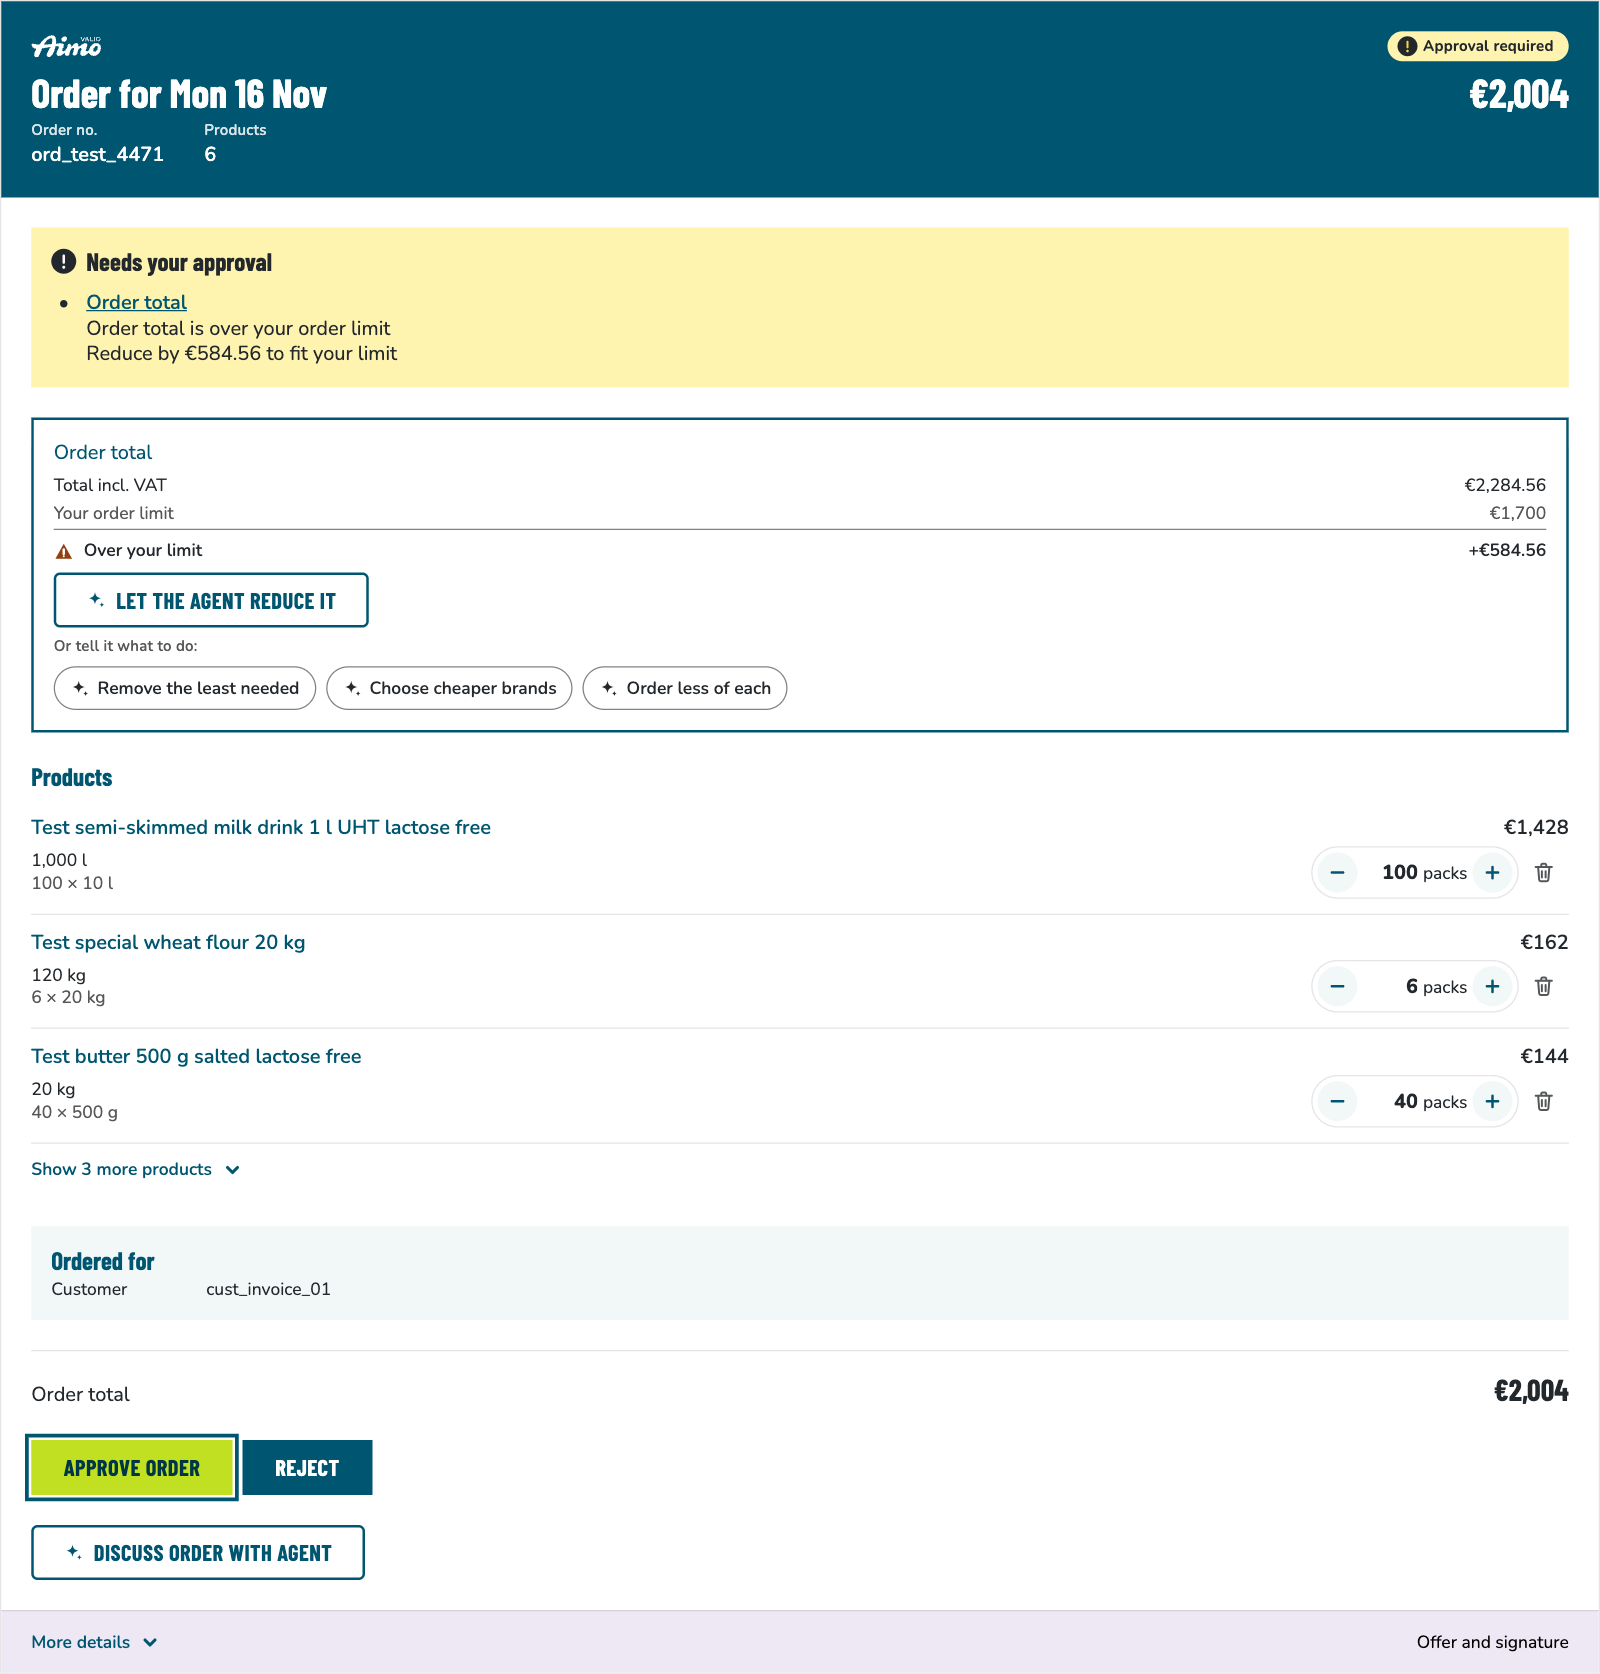 Aimo VALIO
Approval required
Order for Mon 16 Nov
€2,004
Order no.
Products
ord_test_4471
6
Needs your approval
• Order total
Order total is over your order limit
Reduce by €584.56 to fit your limit
Order total
Total incl. VAT €2,284.56
Your order limit €1,700
Over your limit +€584.56
LET THE AGENT REDUCE IT
Or tell it what to do:
Remove the least needed
Choose cheaper brands
Order less of each
Products
Test semi-skimmed milk drink 1 l UHT lactose free €1,428
1,000 l
100 × 10 l
− 100 packs +
Test special wheat flour 20 kg €162
120 kg
6 × 20 kg
− 6 packs +
Test butter 500 g salted lactose free €144
20 kg
40 × 500 g
− 40 packs +
Show 3 more products
Ordered for
Customer cust_invoice_01
Order total €2,004
APPROVE ORDER
REJECT
DISCUSS ORDER WITH AGENT
More details
Offer and signature